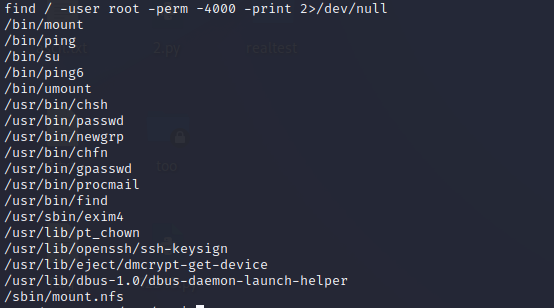 find / -user root -perm -4000 -print 2>/dev/null
/bin/mount
/bin/ping
/bin/su
/bin/ping6
/bin/umount
/usr/bin/chsh
/usr/bin/passwd
/usr/bin/newgrp
/usr/bin/chfn
/usr/bin/gpasswd
/usr/bin/procmail
/usr/bin/find
/usr/sbin/exim4
/usr/lib/pt_chown
/usr/lib/openssh/ssh-keysign
/usr/lib/eject/dmcrypt-get-device
/usr/lib/dbus-1.0/dbus-daemon-launch-helper
/sbin/mount.nfs
2.py
realtest